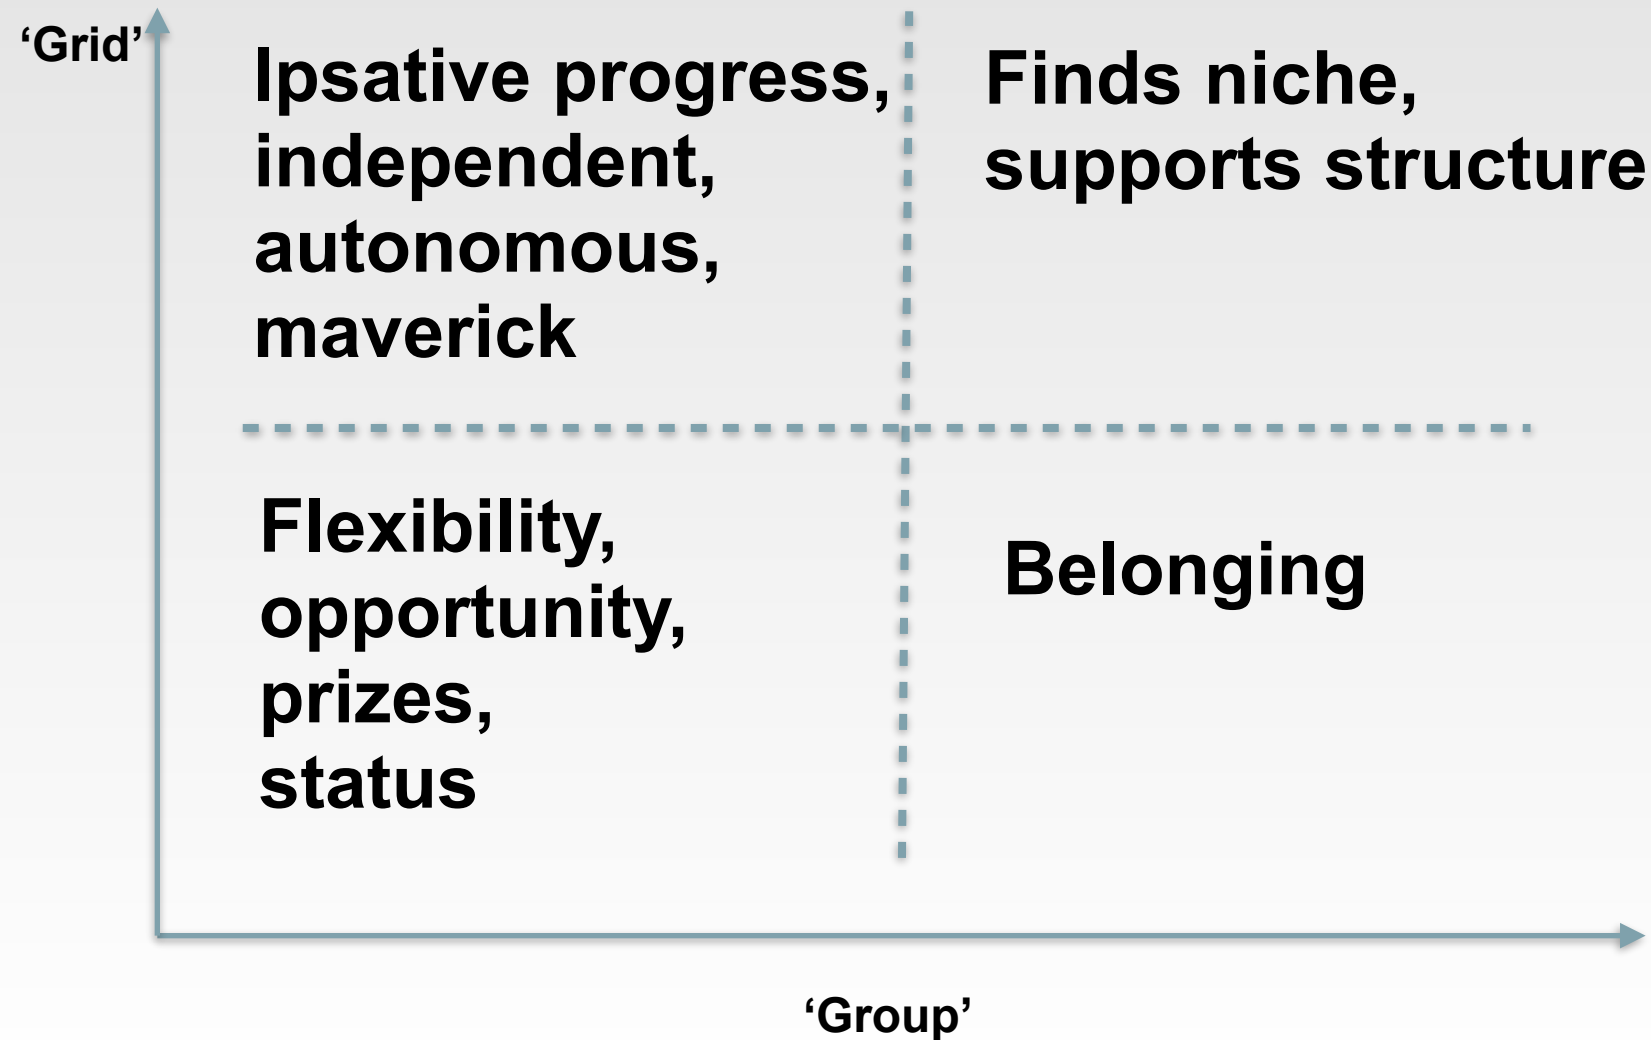 ‘Grid’
Ipsative progress,
independent,
autonomous,
maverick
Finds niche,
supports structure
Flexibility,
opportunity,
prizes,
status
Belonging
‘Group’